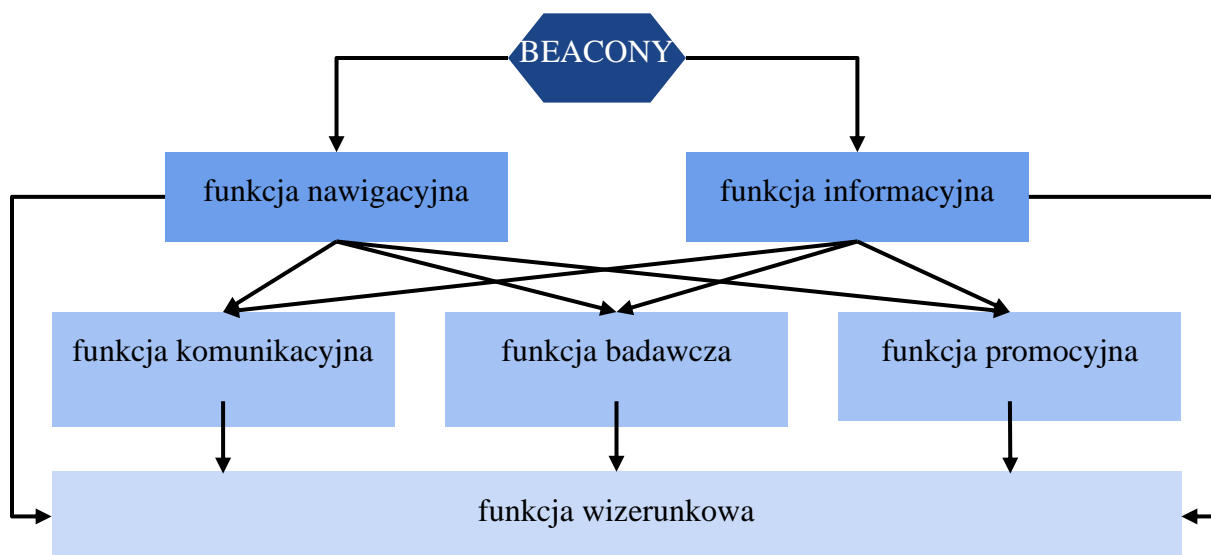 BEACONY
funkcja nawigacyjna
funkcja informacyjna
funkcja komunikacyjna
funkcja badawcza
funkcja promocyjna
funkcja wizerunkowa